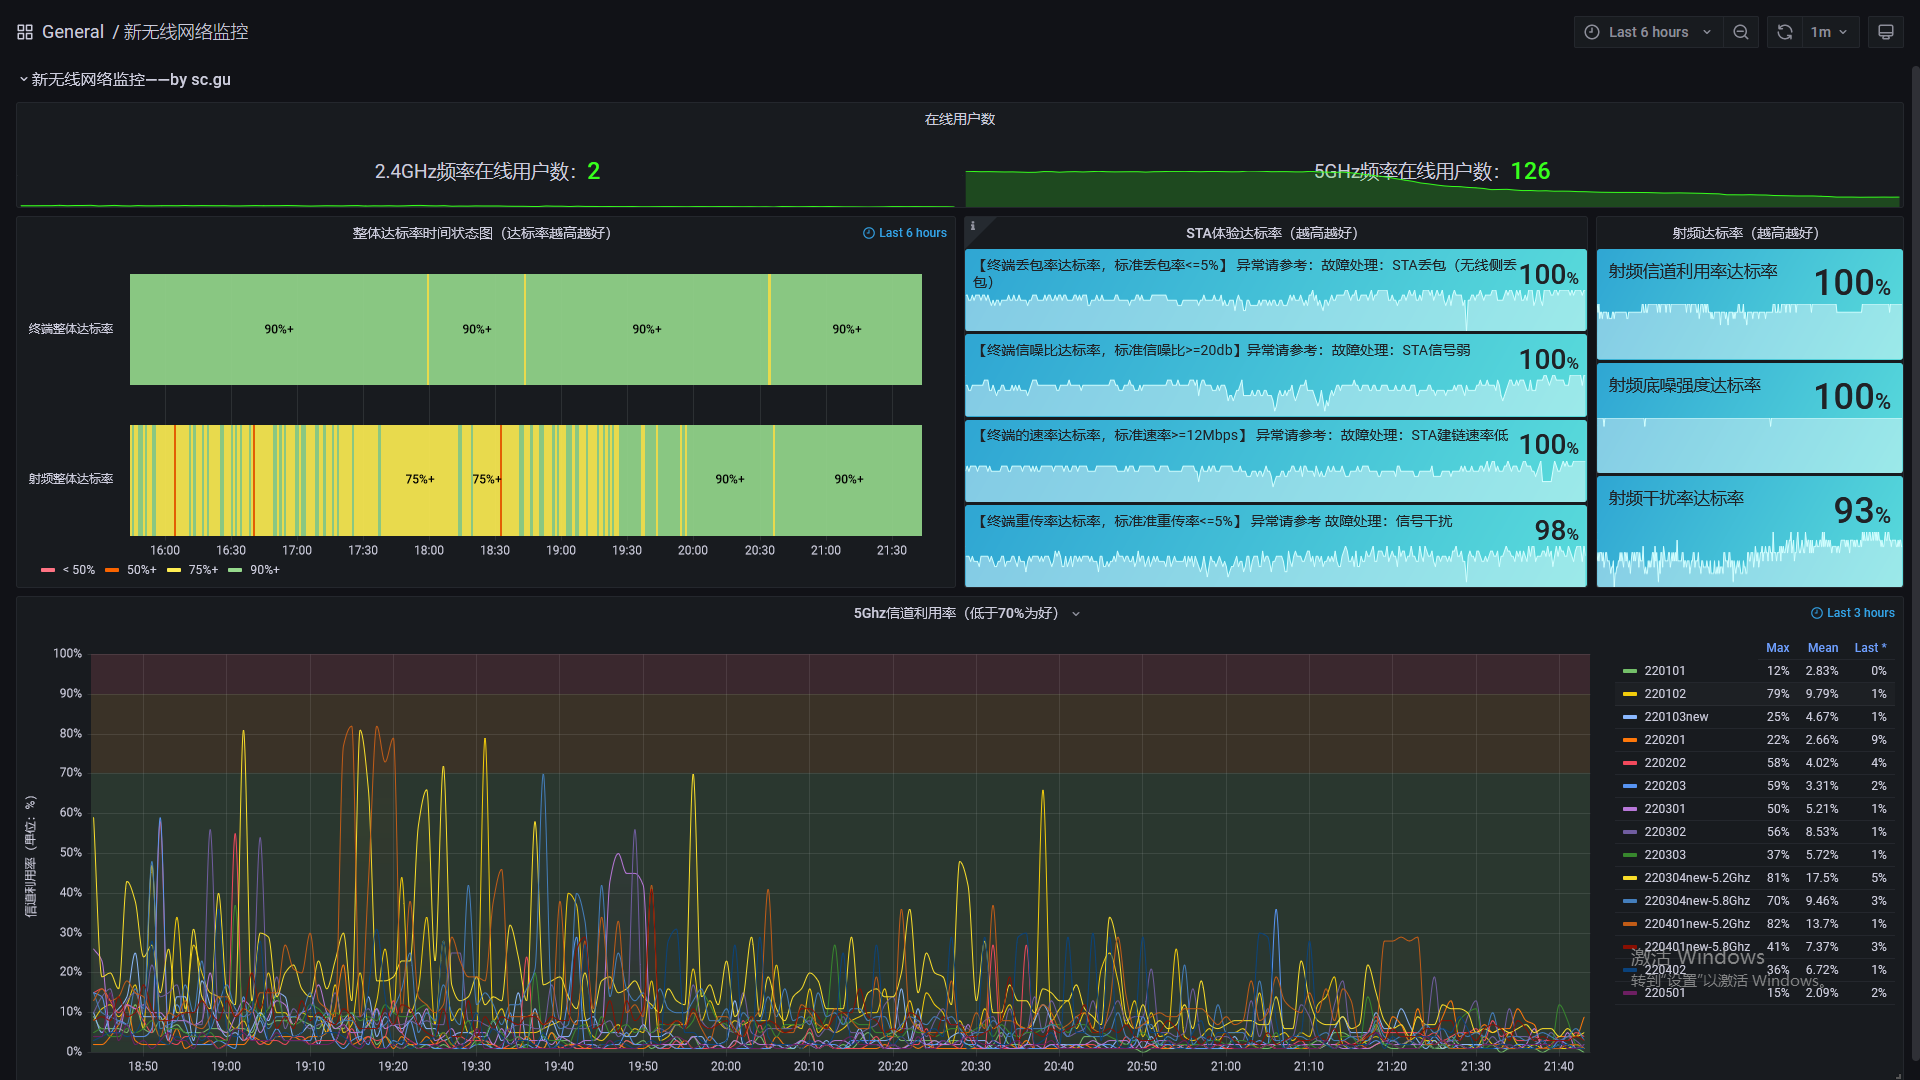 General / 新无线网络监控
Last 6 hours
1m
新无线网络监控——by sc.gu
在线用户数
2.4GHz频率在线用户数：2
5GHz频率在线用户数：126
整体达标率时间状态图（达标率越高越好）
Last 6 hours
终端整体达标率
90%+ 90%+ 90%+ 90%+
射频整体达标率
75%+ 75%+ 90%+ 90%+
16:00 16:30 17:00 17:30 18:00 18:30 19:00 19:30 20:00 20:30 21:00 21:30
< 50% 50%+ 75%+ 90%+
STA体验达标率（越高越好）
【终端丢包率达标率，标准丢包率<=5%】 异常请参考：故障处理：STA丢包（无线侧丢
包）
100%
【终端信噪比达标率，标准信噪比>=20db】异常请参考：故障处理：STA信号弱
100%
【终端的速率达标率，标准速率>=12Mbps】 异常请参考：故障处理：STA建链速率低
100%
【终端重传率达标率，标准准重传率<=5%】 异常请参考 故障处理：信号干扰
98%
射频达标率（越高越好）
射频信道利用率达标率
100%
射频底噪强度达标率
100%
射频干扰率达标率
93%
5Ghz信道利用率（低于70%为好）
Last 3 hours
信道利用率（单位：%）
100%
90%
80%
70%
60%
50%
40%
30%
20%
10%
0%
18:50 19:00 19:10 19:20 19:30 19:40 19:50 20:00 20:10 20:20 20:30 20:40 20:50 21:00 21:10 21:20 21:30 21:40
Max Mean Last *
220101 12% 2.83% 0%
220102 79% 9.79% 1%
220103new 25% 4.67% 1%
220201 22% 2.66% 9%
220202 58% 4.02% 4%
220203 59% 3.31% 2%
220301 50% 5.21% 1%
220302 56% 8.53% 1%
220303 37% 5.72% 1%
220304new-5.2Ghz 81% 17.5% 5%
220304new-5.8Ghz 70% 9.46% 3%
220401new-5.2Ghz 82% 13.7% 1%
220401new-5.8Ghz 41% 7.37% 3%
220402 36% 6.72% 1%
220501 15% 2.09% 2%
激活 Windows
转到“设置”以激活 Windows。